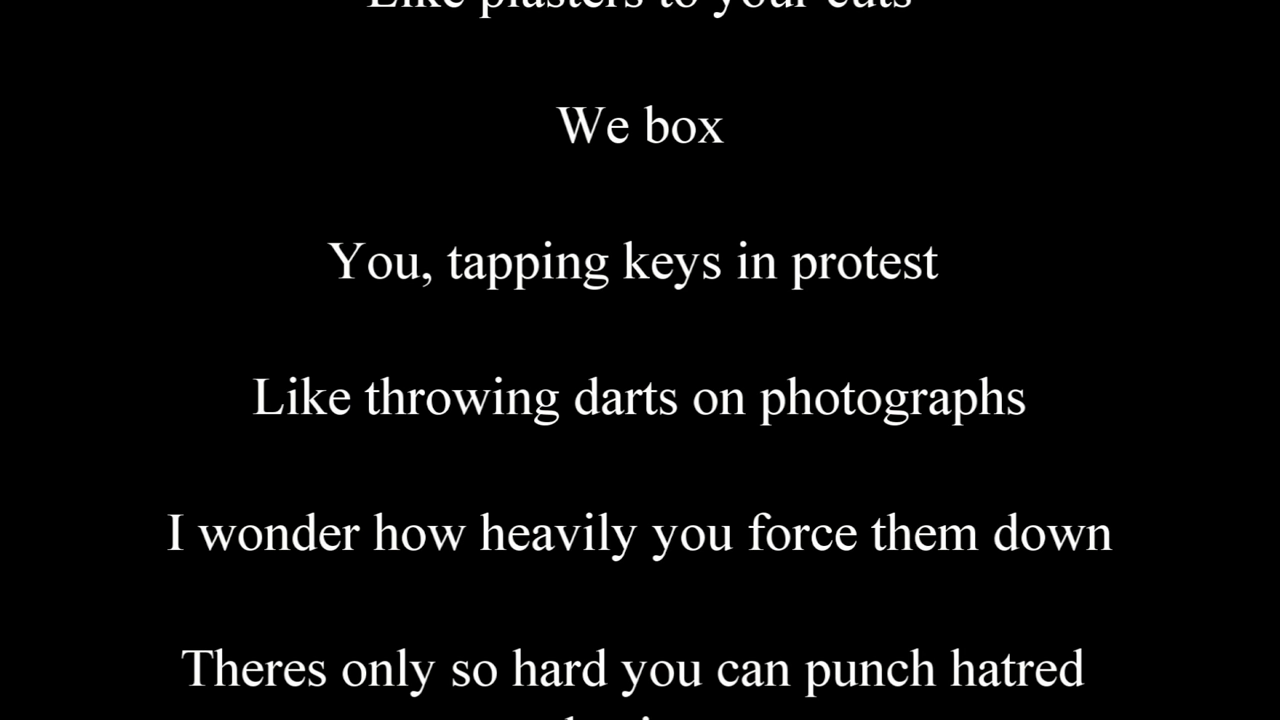 Like plasters to your cuts
We box
You, tapping keys in protest
Like throwing darts on photographs
I wonder how heavily you force them down
Theres only so hard you can punch hatred